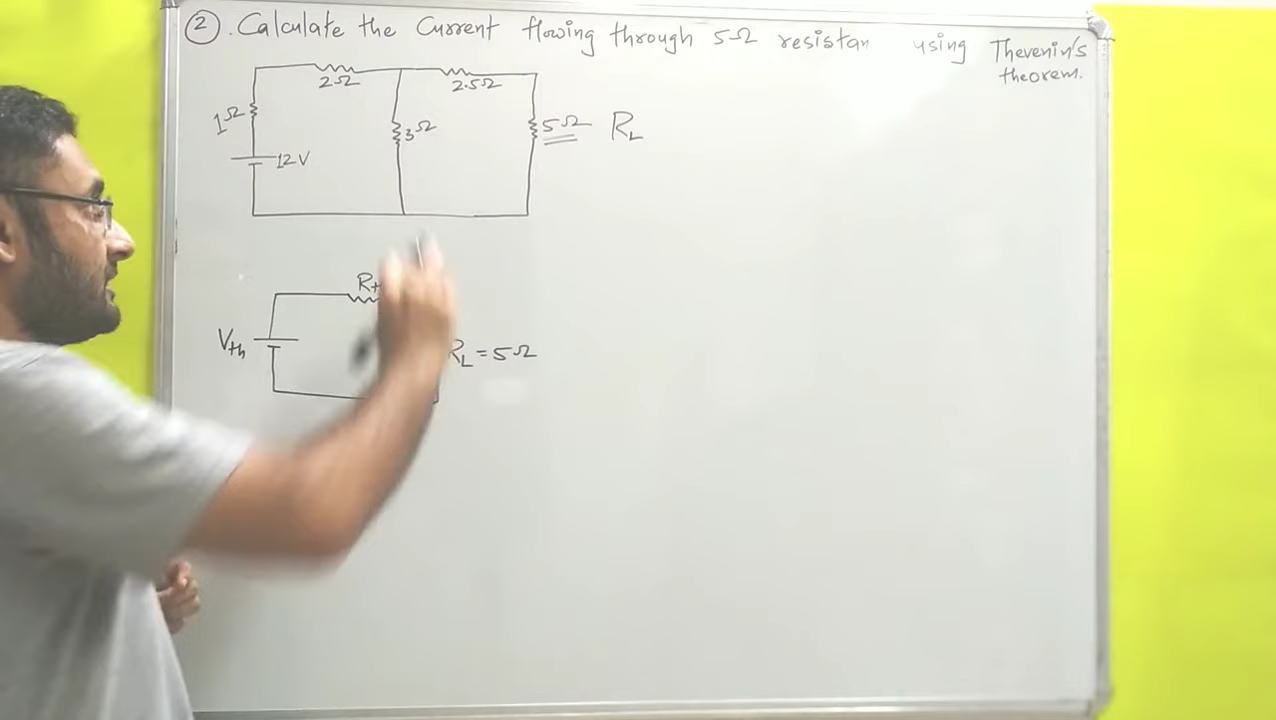 ② . Calculate the Current flowing through 5Ω resistan using Thevenin's
theorem.
2Ω 2.5Ω
1Ω 3Ω 5Ω RL
12V
Vth RL = 5Ω